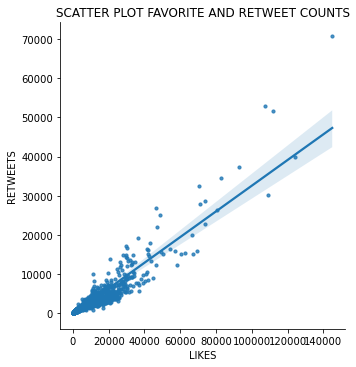 SCATTER PLOT FAVORITE AND RETWEET COUNTS
70000
60000
50000
40000
30000
20000
10000
0
RETWEETS
0 20000 40000 60000 80000 100000 120000 140000
LIKES